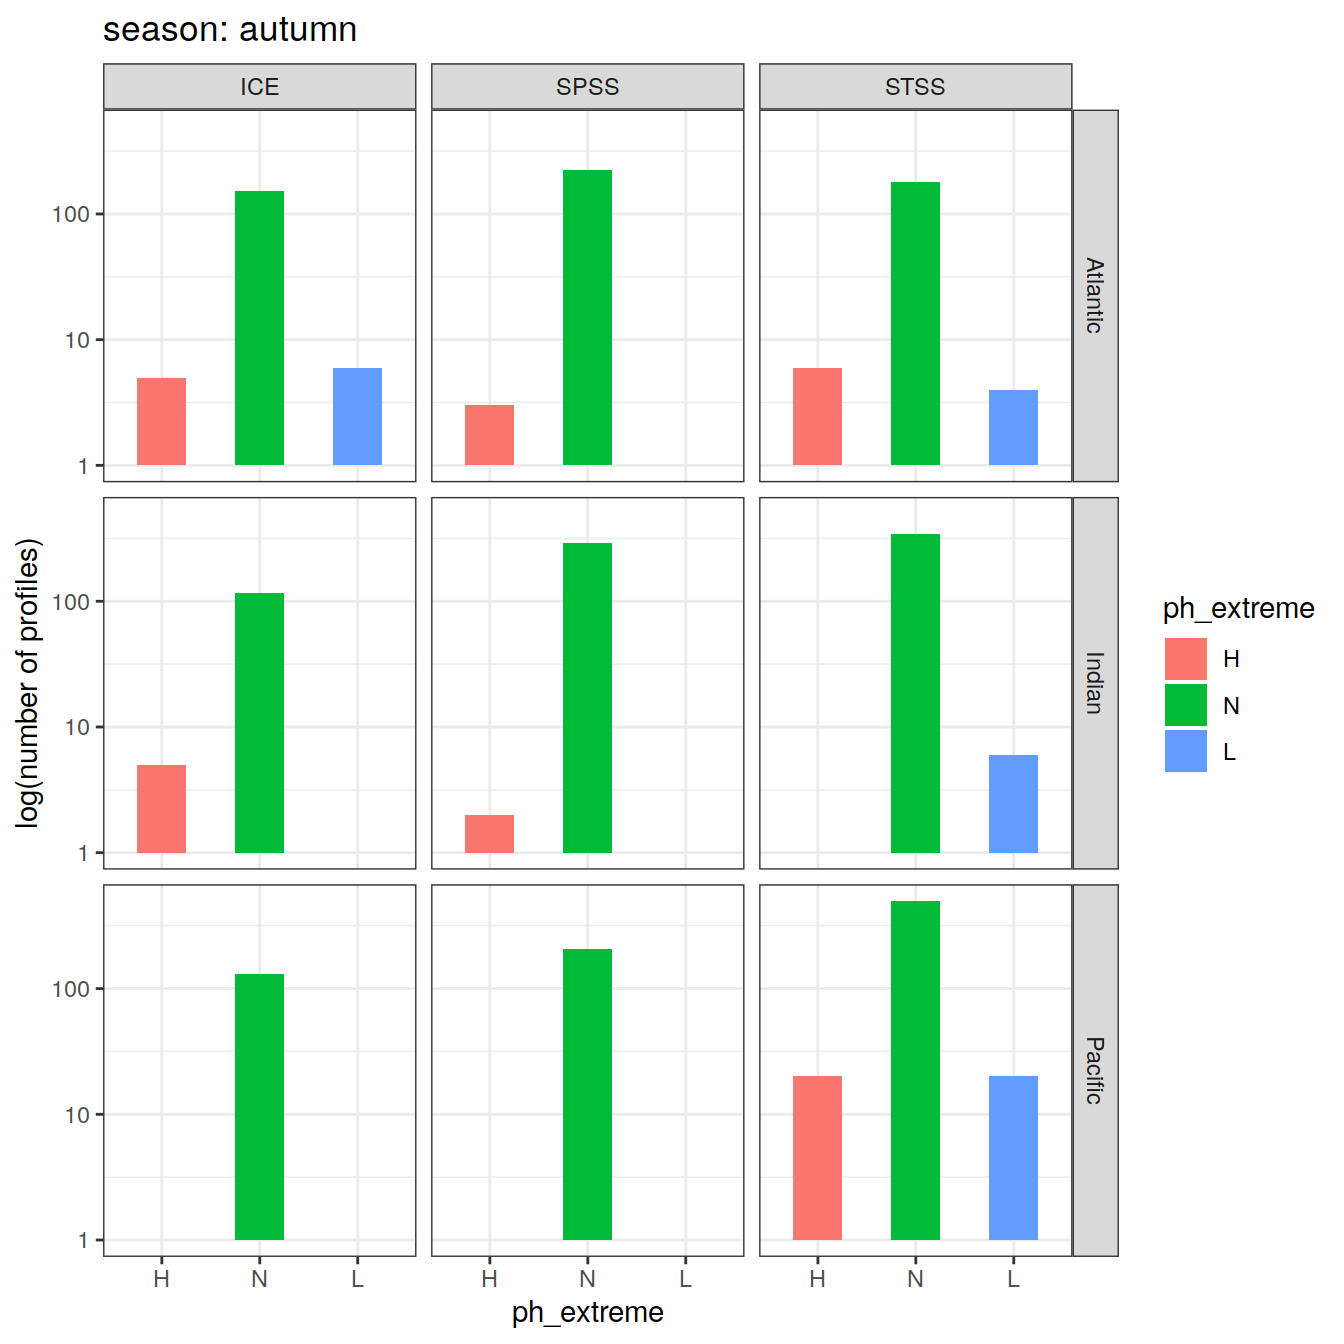 season: autumn
ICE
SPSS
STSS
100
10
1
Atlantic
100
10
1
Indian
100
10
1
Pacific
log(number of profiles)
H
N
L
H
N
L
H
N
L
ph_extreme
ph_extreme
H
N
L